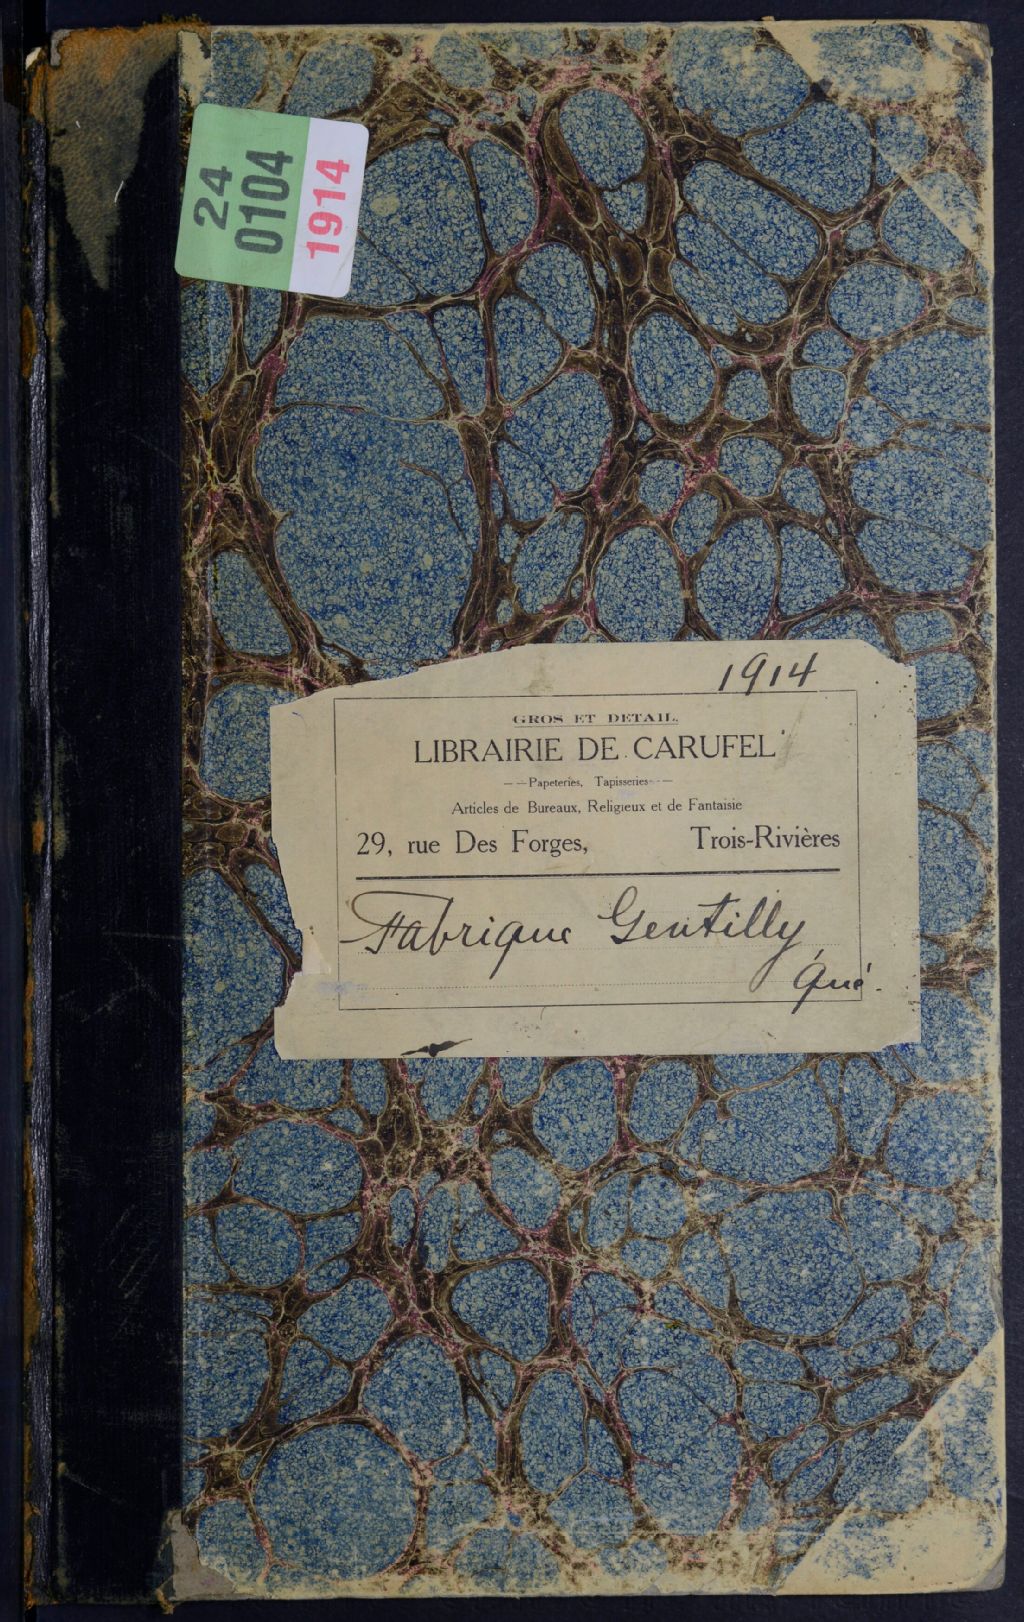 24
0104
1914
1914
GROS ET DETAIL.
LIBRAIRIE DE CARUFEL
Papeteries, Tapisseries
Articles de Bureaux, Religieux et de Fantaisie
29, rue Des Forges, Trois-Rivières
Fabrique Gentilly,
Qué.